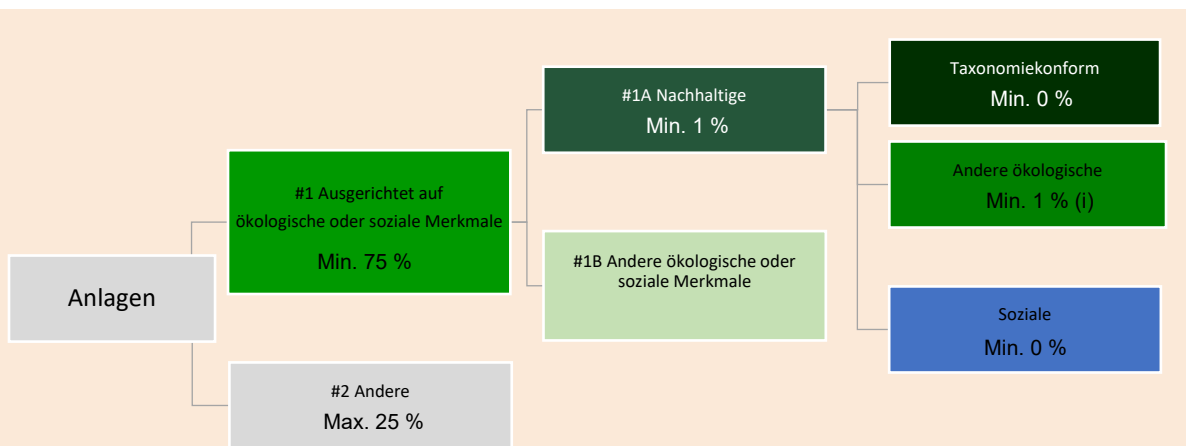 Anlagen
#1 Ausgerichtet auf
ökologische oder soziale Merkmale
Min. 75 %
#2 Andere
Max. 25 %
#1A Nachhaltige
Min. 1 %
#1B Andere ökologische oder
soziale Merkmale
Taxonomiekonform
Min. 0 %
Andere ökologische
Min. 1 % (i)
Soziale
Min. 0 %